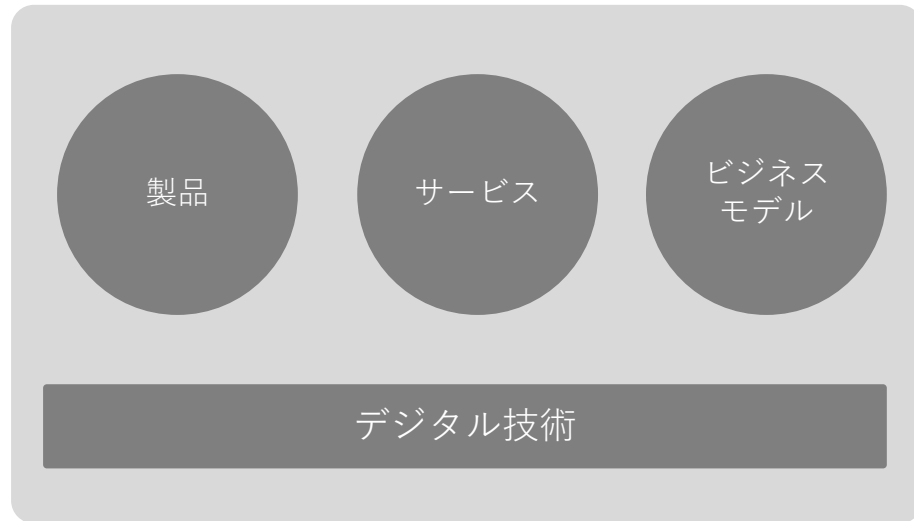 製品
サービス
ビジネス
モデル
デジタル技術